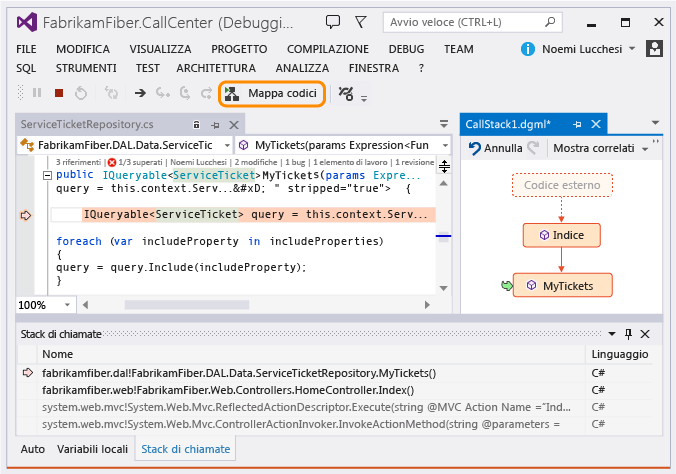 FabrikamFiber.CallCenter (Debuggi...
Avvio veloce (CTRL+L)
FILE MODIFICA VISUALIZZA PROGETTO COMPILAZIONE DEBUG TEAM
Noemi Lucchesi
SQL STRUMENTI TEST ARCHITETTURA ANALIZZA FINESTRA ?
Mappa codici
ServiceTicketRepository.cs
CallStack1.dgml*
FabrikamFiber.DAL.Data.ServiceTic
MyTickets(params Expression<Fun
Annulla Mostra correlati
3 riferimenti | 1/3 superati | Noemi Lucchesi | 2 modifiche | 1 bug | 1 elemento di lavoro | 1 revisione
public IQueryable<ServiceTicket>MyTickets(params Expre...
query = this.context.Serv...&#xD; " stripped="true"> {
IQueryable<ServiceTicket> query = this.context.Serv...
foreach (var includeProperty in includeProperties)
{
query = query.Include(includeProperty);
}
100%
Codice esterno
Indice
MyTickets
Stack di chiamate
Nome Linguaggio
fabrikamfiber.dal!FabrikamFiber.DAL.Data.ServiceTicketRepository.MyTickets() C#
fabrikamfiber.web!FabrikamFiber.Web.Controllers.HomeController.Index() C#
system.web.mvc!System.Web.Mvc.ReflectedActionDescriptor.Execute(string @MVC Action Name ="Ind... C#
system.web.mvc!System.Web.Mvc.ControllerActionInvoker.InvokeActionMethod(string @parameters = C#
Auto Variabili locali Stack di chiamate